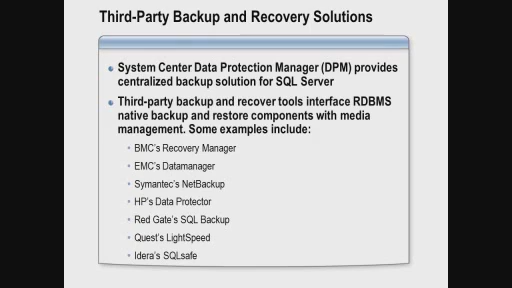 Third-Party Backup and Recovery Solutions
System Center Data Protection Manager (DPM) provides
centralized backup solution for SQL Server
Third-party backup and recover tools interface RDBMS
native backup and restore components with media
management. Some examples include:
BMC's Recovery Manager
EMC's Datamanager
Symantec's NetBackup
HP's Data Protector
Red Gate's SQL Backup
Quest's LightSpeed
Idera's SQLsafe